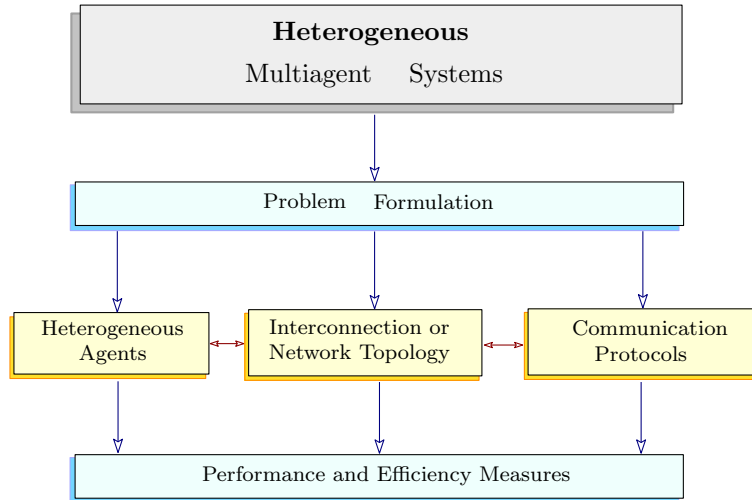 Heterogeneous
Multiagent Systems
Problem Formulation
Heterogeneous
Agents
Interconnection or
Network Topology
Communication
Protocols
Performance and Efficiency Measures